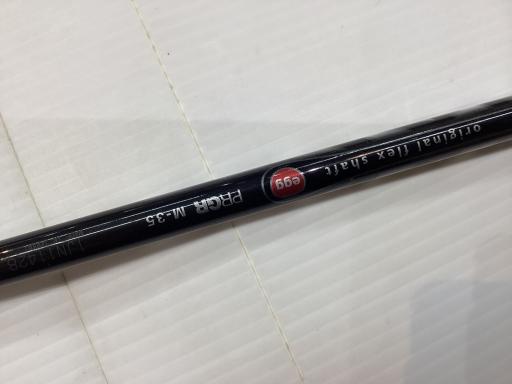 original flex shaft
egg
PRGR M-35